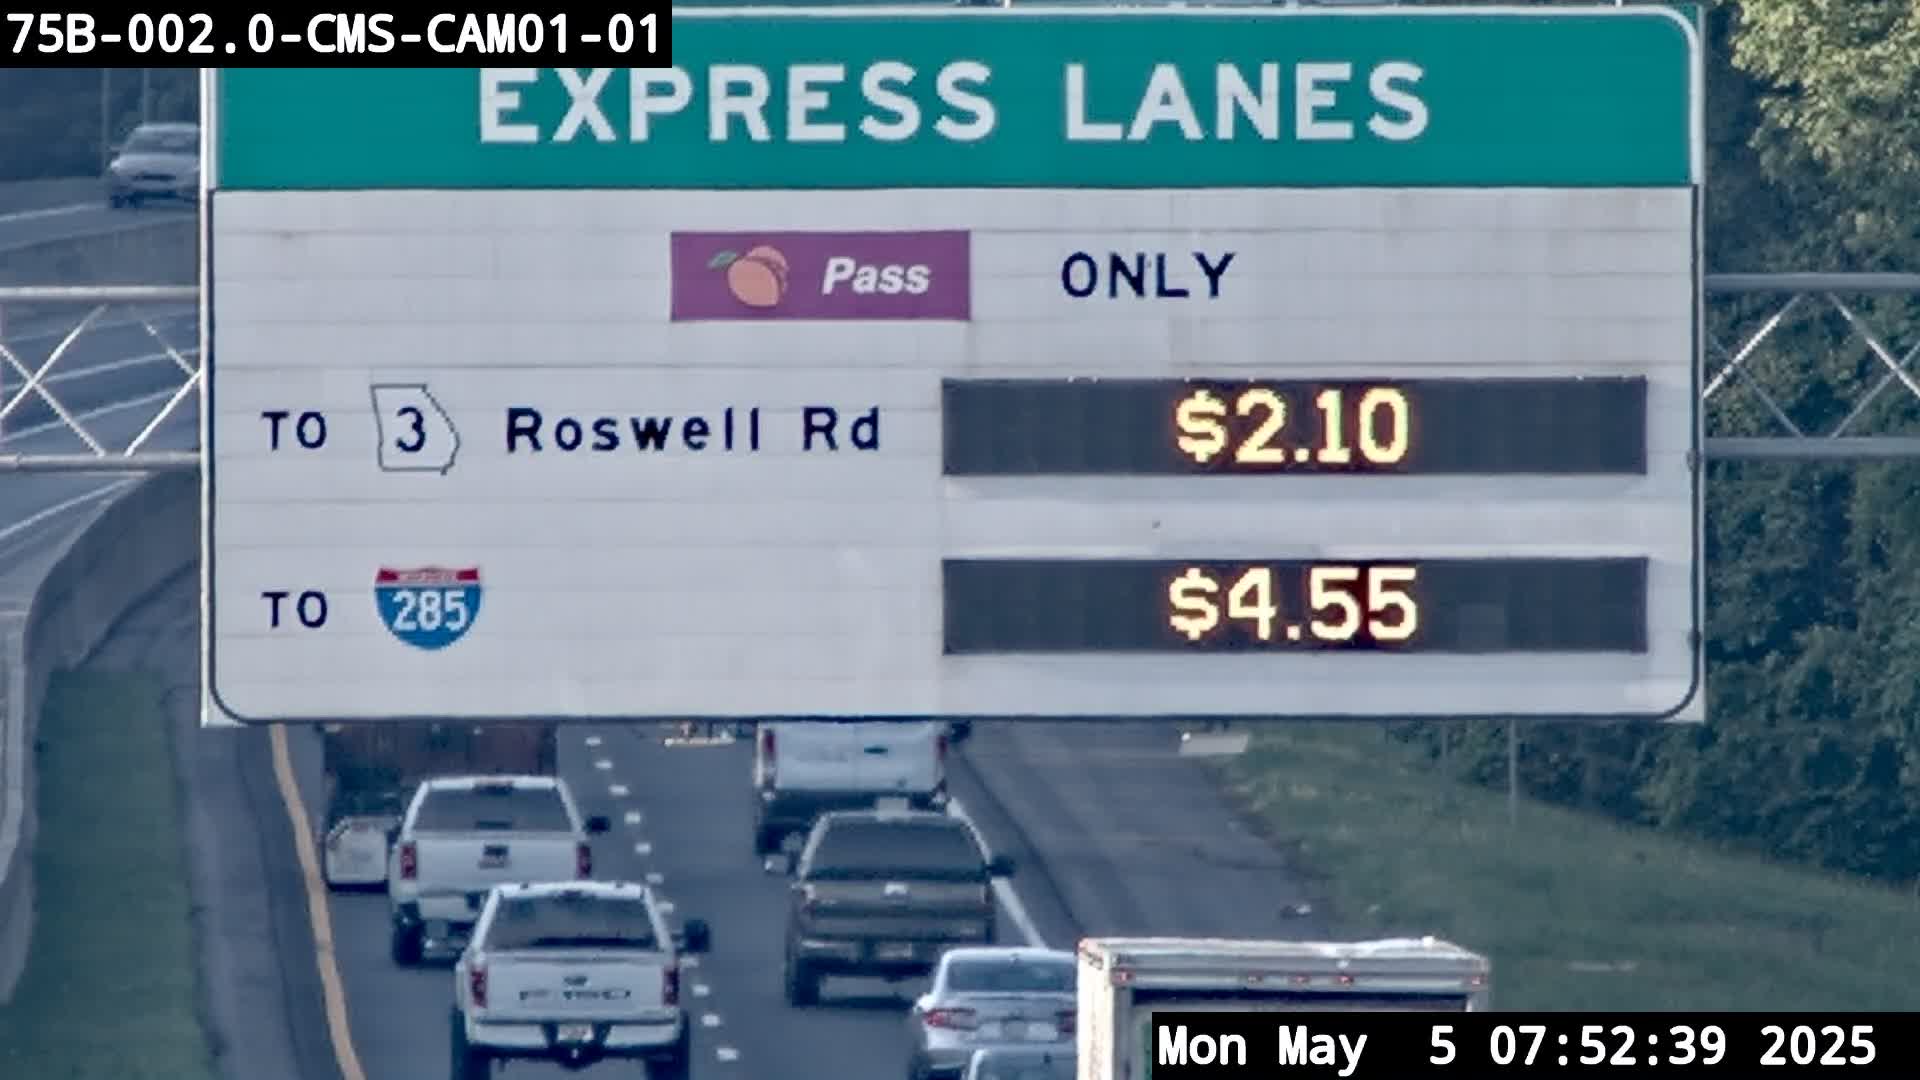 75B-002.0-CMS-CAM01-01
EXPRESS LANES
Pass ONLY
TO 3 Roswell Rd $2.10
TO 285 $4.55
F-150
Mon May 5 07:52:39 2025